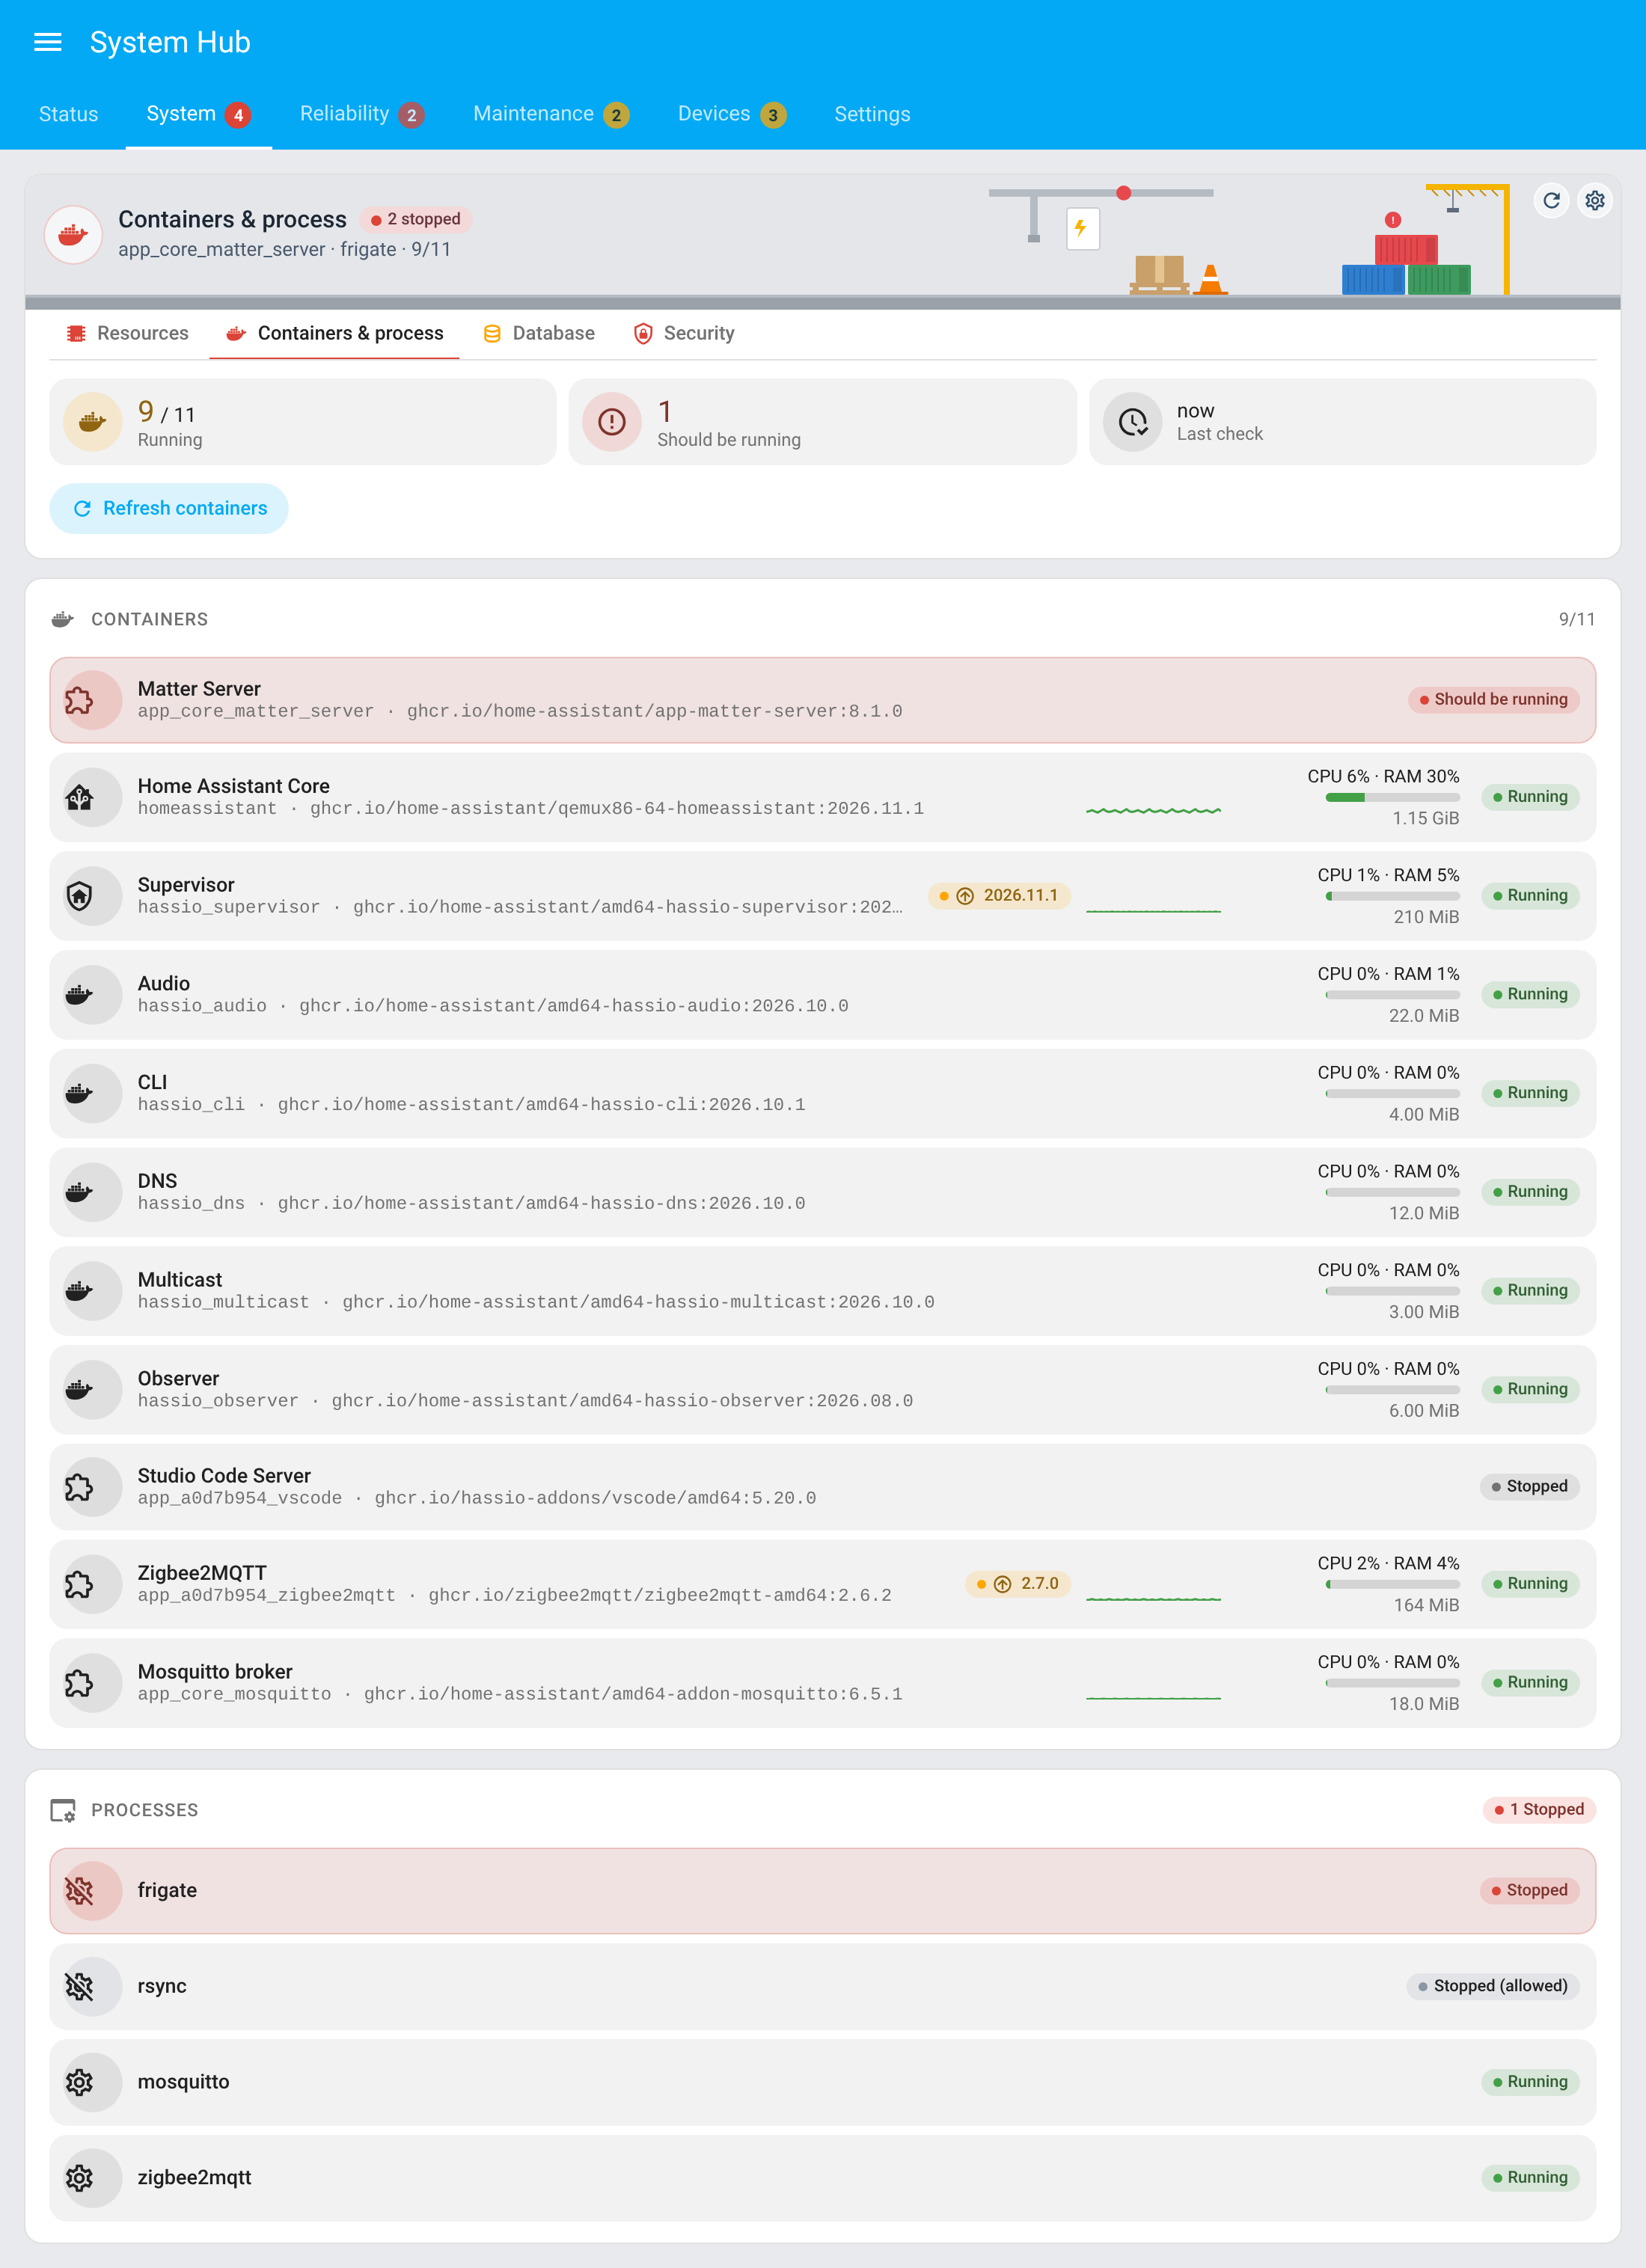 System Hub
Status
System 4
Reliability 2
Maintenance 2
Devices 3
Settings
Containers & process
2 stopped
app_core_matter_server · frigate · 9/11
!
Resources
Containers & process
Database
Security
9 / 11
Running
1
Should be running
now
Last check
Refresh containers
CONTAINERS
9/11
Matter Server
app_core_matter_server · ghcr.io/home-assistant/app-matter-server:8.1.0
Should be running
Home Assistant Core
homeassistant · ghcr.io/home-assistant/qemux86-64-homeassistant:2026.11.1
CPU 6% · RAM 30%
1.15 GiB
Running
Supervisor
hassio_supervisor · ghcr.io/home-assistant/amd64-hassio-supervisor:202…
2026.11.1
CPU 1% · RAM 5%
210 MiB
Running
Audio
hassio_audio · ghcr.io/home-assistant/amd64-hassio-audio:2026.10.0
CPU 0% · RAM 1%
22.0 MiB
Running
CLI
hassio_cli · ghcr.io/home-assistant/amd64-hassio-cli:2026.10.1
CPU 0% · RAM 0%
4.00 MiB
Running
DNS
hassio_dns · ghcr.io/home-assistant/amd64-hassio-dns:2026.10.0
CPU 0% · RAM 0%
12.0 MiB
Running
Multicast
hassio_multicast · ghcr.io/home-assistant/amd64-hassio-multicast:2026.10.0
CPU 0% · RAM 0%
3.00 MiB
Running
Observer
hassio_observer · ghcr.io/home-assistant/amd64-hassio-observer:2026.08.0
CPU 0% · RAM 0%
6.00 MiB
Running
Studio Code Server
app_a0d7b954_vscode · ghcr.io/hassio-addons/vscode/amd64:5.20.0
Stopped
Zigbee2MQTT
app_a0d7b954_zigbee2mqtt · ghcr.io/zigbee2mqtt/zigbee2mqtt-amd64:2.6.2
2.7.0
CPU 2% · RAM 4%
164 MiB
Running
Mosquitto broker
app_core_mosquitto · ghcr.io/home-assistant/amd64-addon-mosquitto:6.5.1
CPU 0% · RAM 0%
18.0 MiB
Running
PROCESSES
1 Stopped
frigate
Stopped
rsync
Stopped (allowed)
mosquitto
Running
zigbee2mqtt
Running